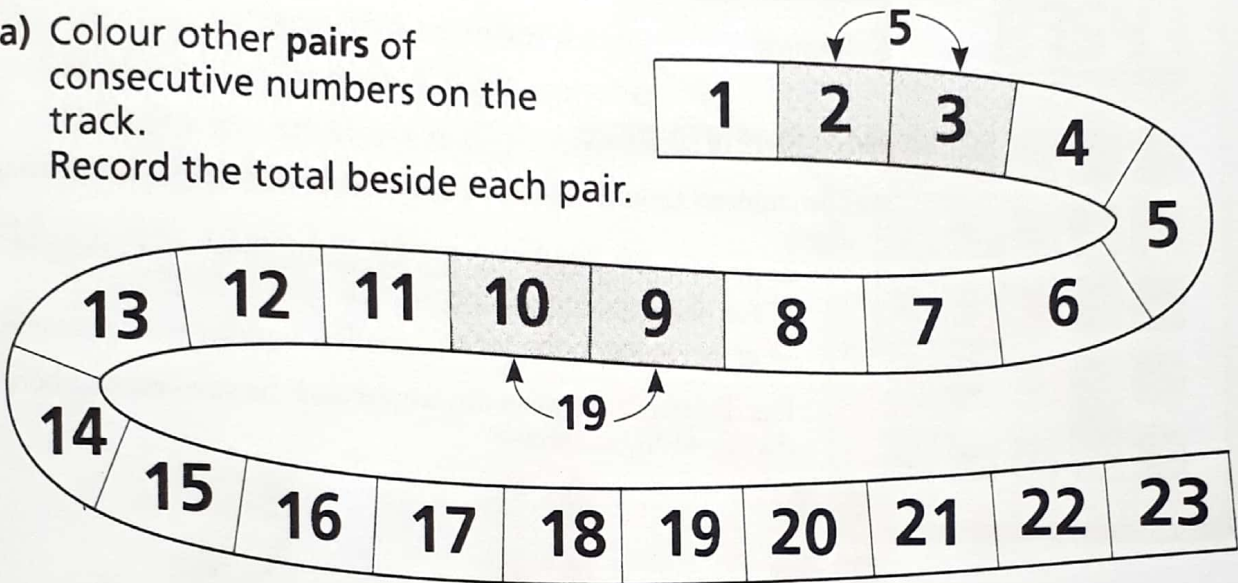 a) Colour other pairs of
consecutive numbers on the
track.
Record the total beside each pair.
5
1 2 3 4
5
13 12 11 10 9 8 7 6
19
14
15 16 17 18 19 20 21 22 23